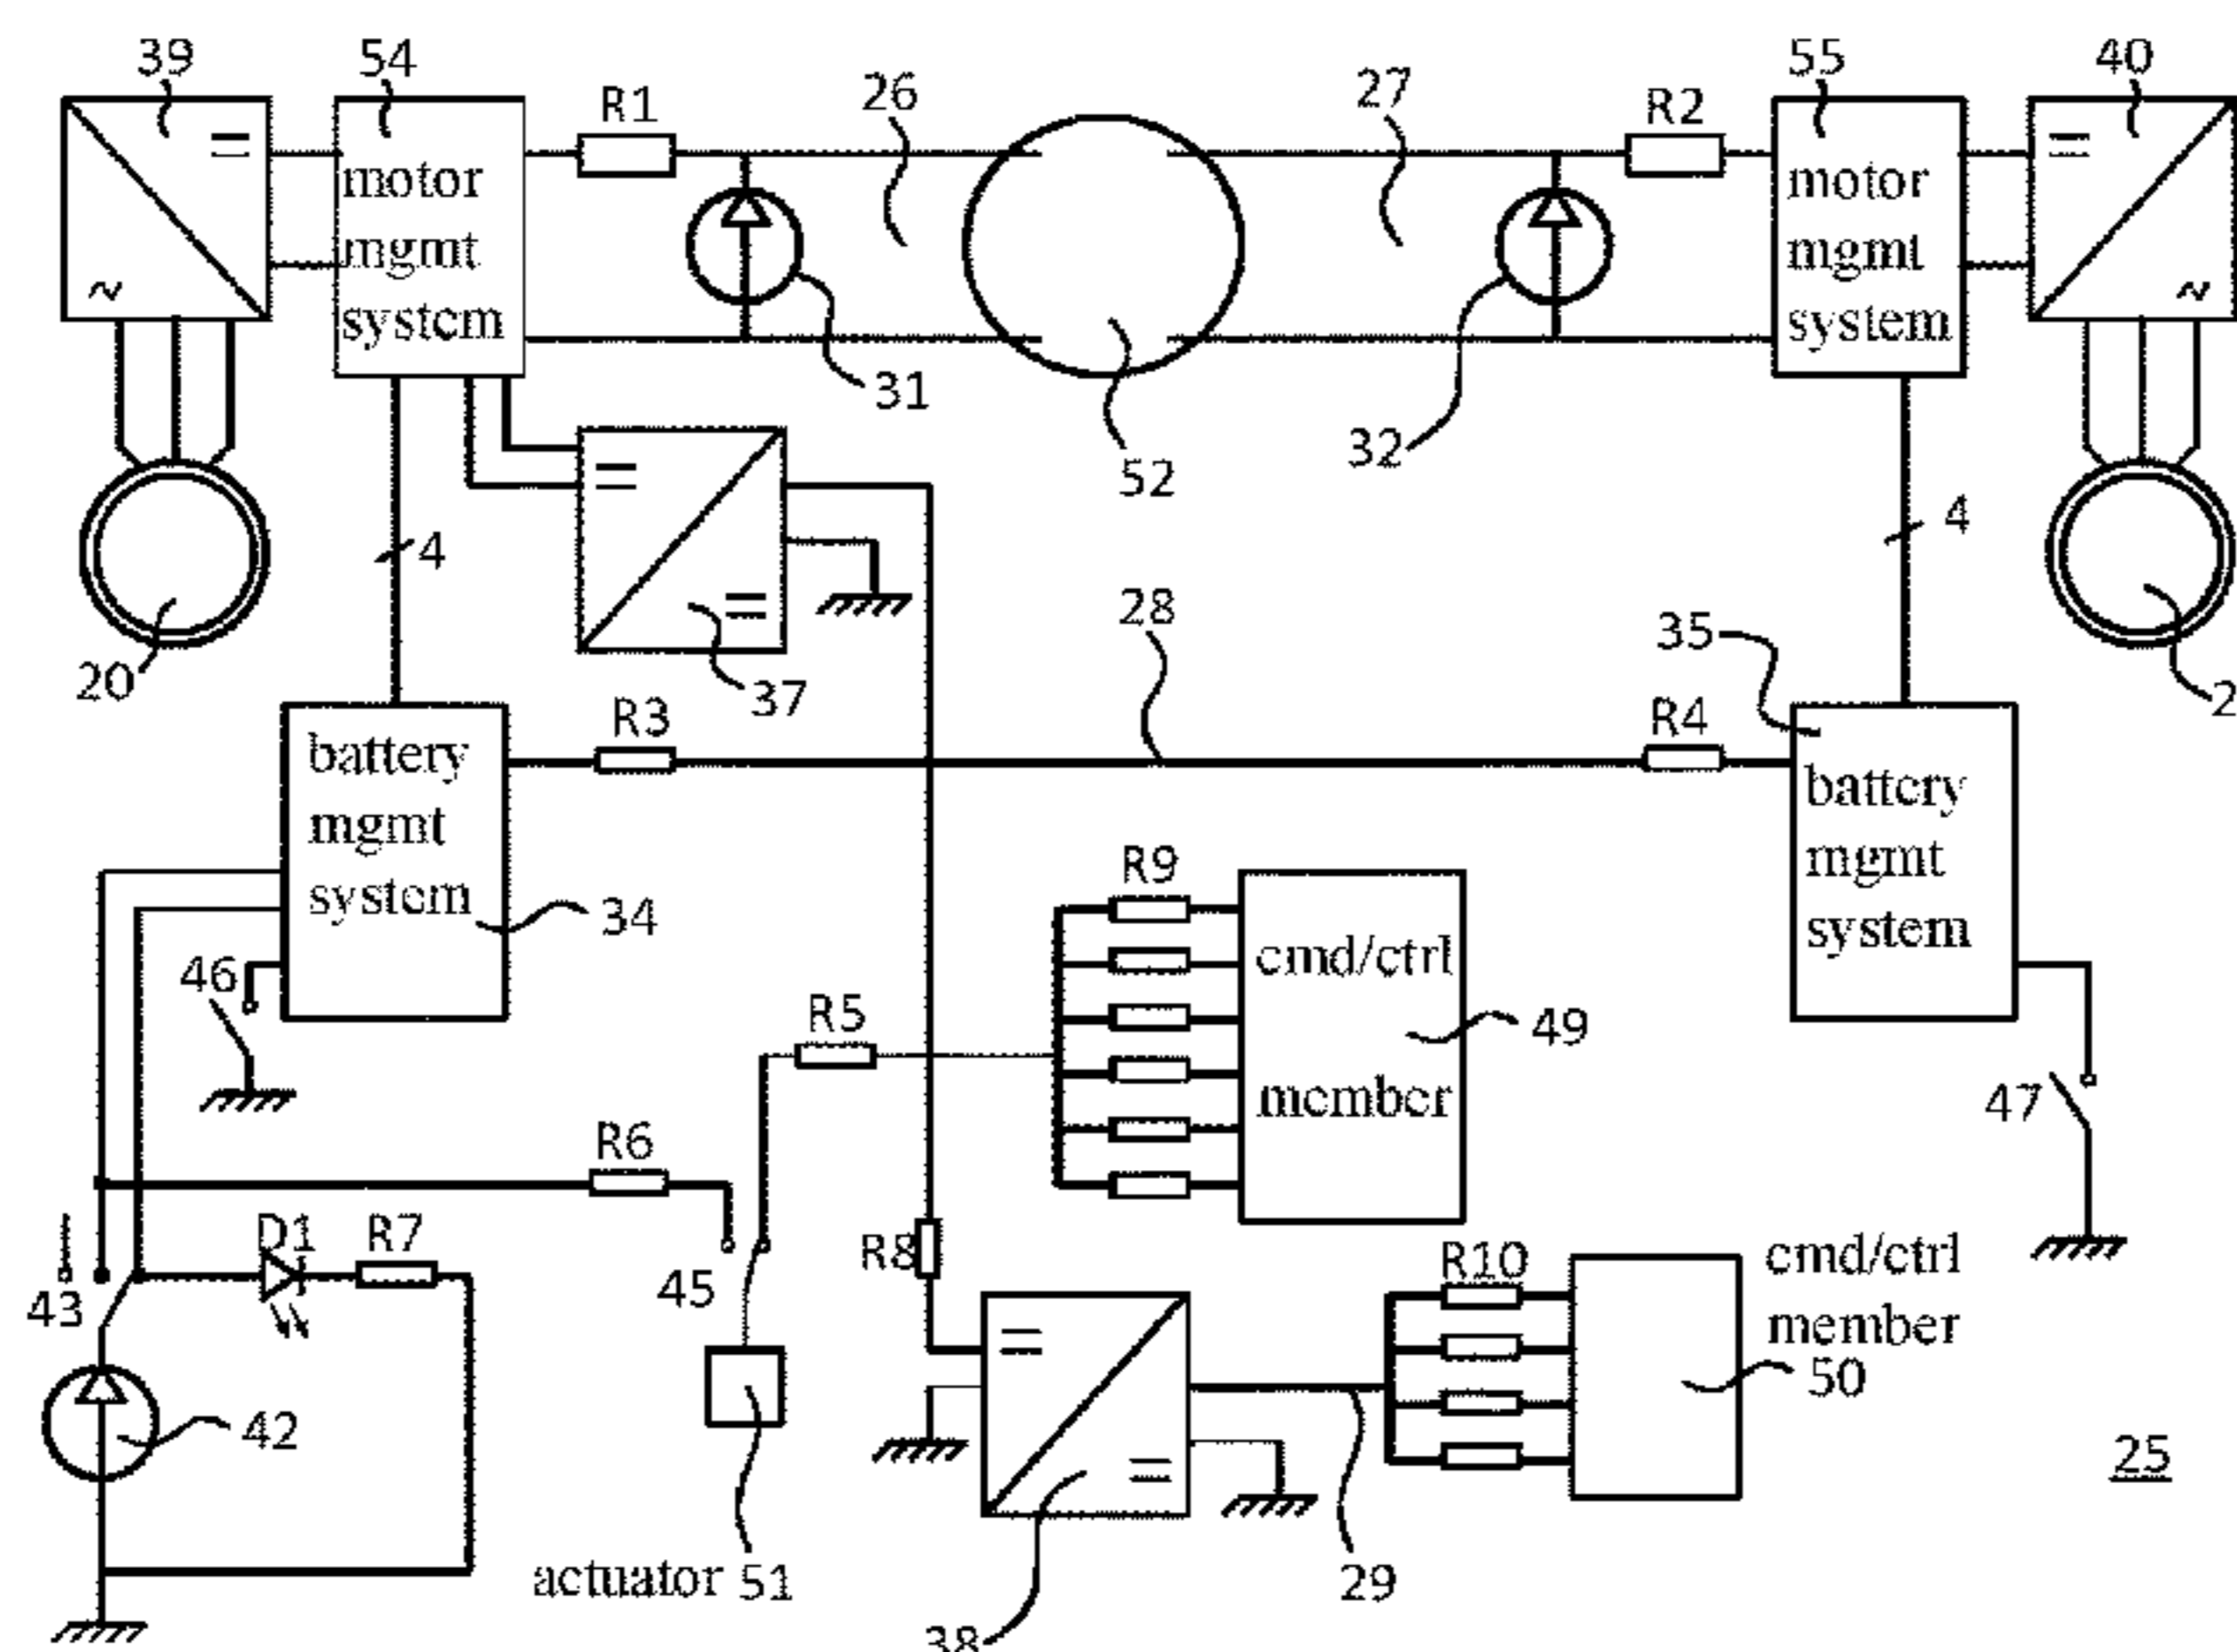 39
54
R1
26
27
R2
55
40
motor
mgmt
system
motor
mgmt
system
31
32
52
4
4
20
37
28
35
2
R3
R4
battery
mgmt
system
34
battery
mgmt
system
46
R9
cmd/ctrl
member
49
R5
47
R6
D1
R7
43
45
R8
R10
cmd/ctrl
member
50
42
25
actuator 51
29
38